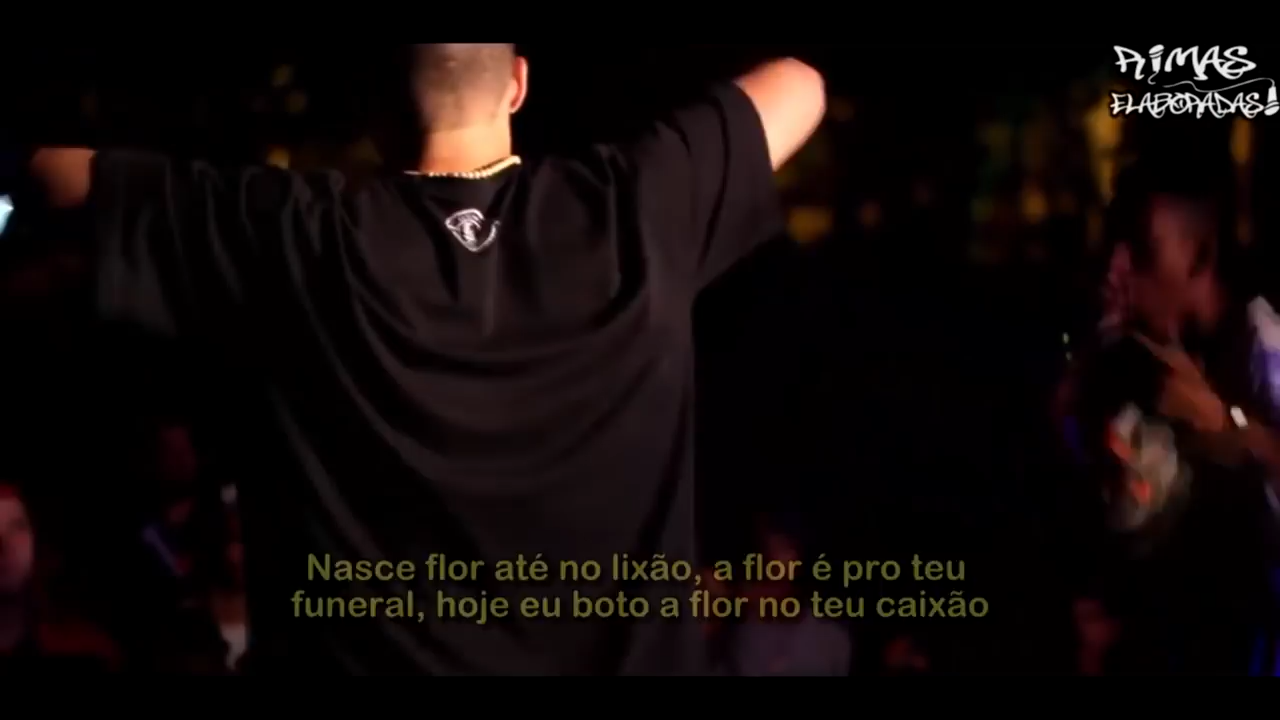 RIMAS
ELABORADAS!
Nasce flor até no lixão, a flor é pro teu
funeral, hoje eu boto a flor no teu caixão